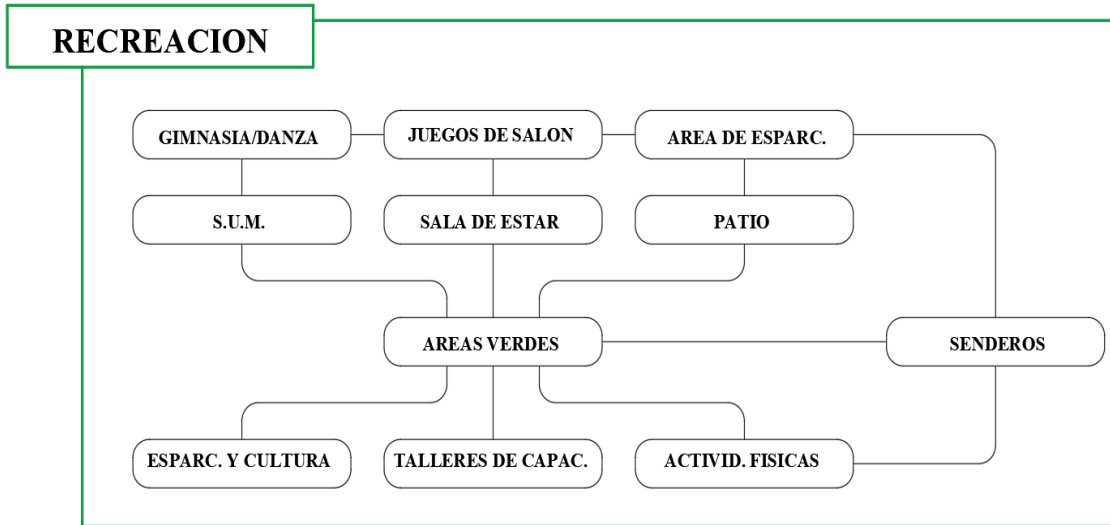 RECREACION
GIMNASIA/DANZA
JUEGOS DE SALON
AREA DE ESPARC.
S.U.M.
SALA DE ESTAR
PATIO
AREAS VERDES
SENDEROS
ESPARC. Y CULTURA
TALLERES DE CAPAC.
ACTIVID. FISICAS